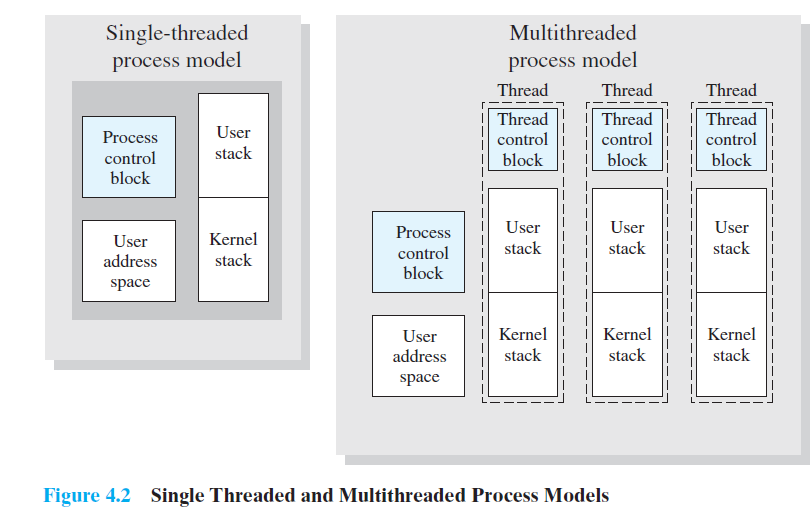 Single-threaded
process model
Process
control
block
User
stack
User
address
space
Kernel
stack
Multithreaded
process model
Thread
Thread
Thread
Thread
control
block
Thread
control
block
Thread
control
block
Process
control
block
User
stack
User
stack
User
stack
User
address
space
Kernel
stack
Kernel
stack
Kernel
stack
Figure 4.2 Single Threaded and Multithreaded Process Models